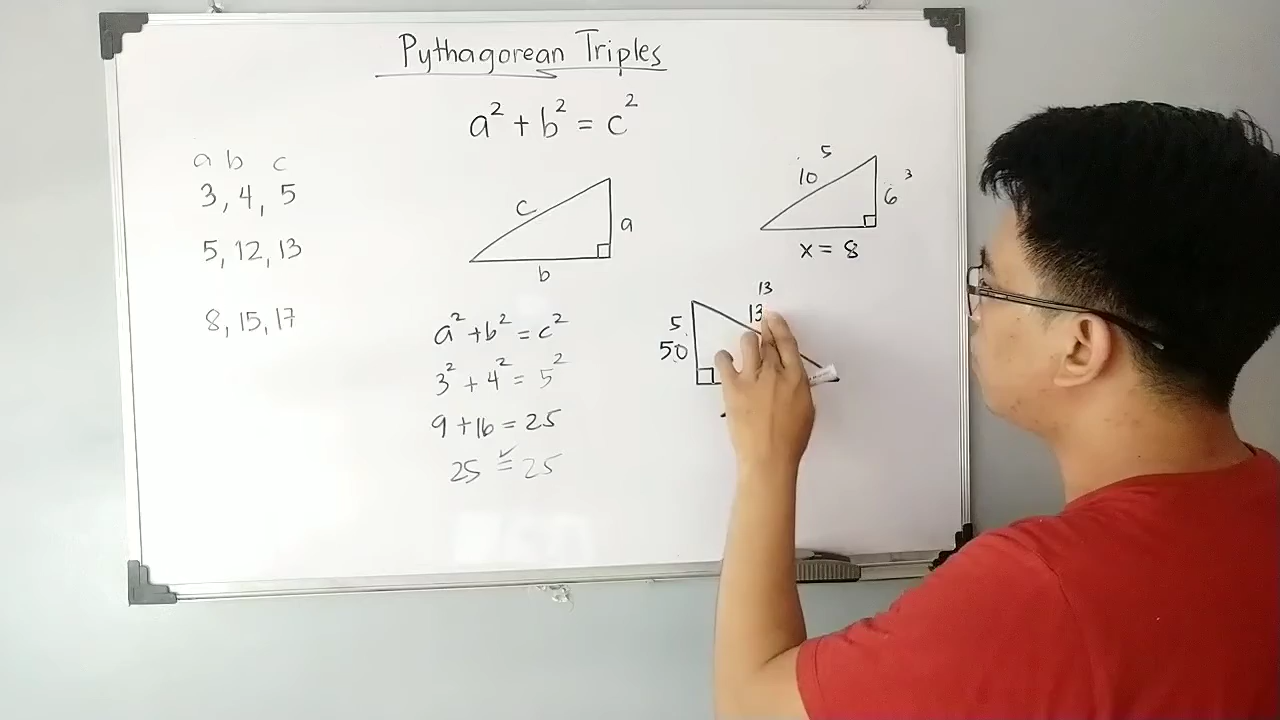 Pythagorean Triples
a² + b² = c²
a b c
3, 4, 5
5, 12, 13
8, 15, 17
c
a
b
a² + b² = c²
3² + 4² = 5²
9 + 16 = 25
25 = 25
5
10
3
6
x = 8
13
13
5
50